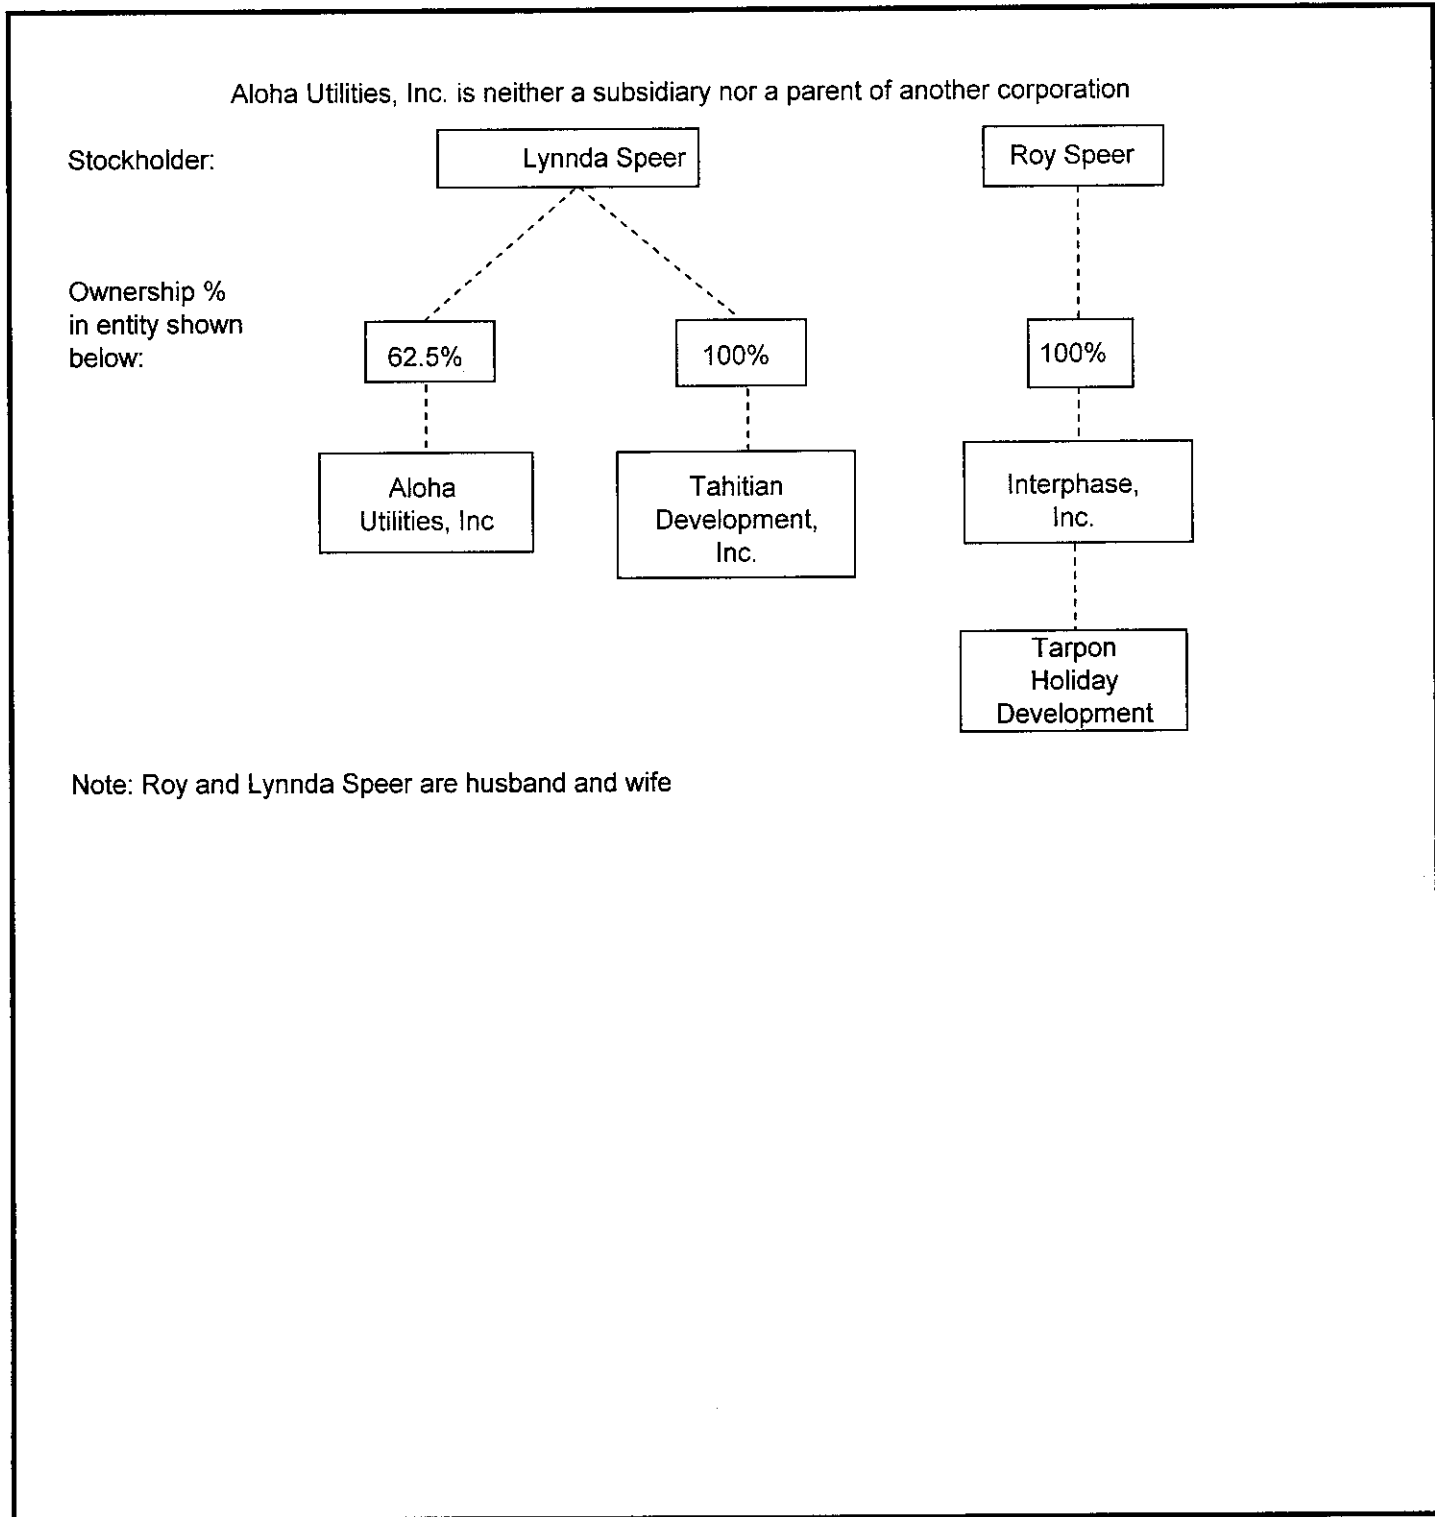 Aloha Utilities, Inc. is neither a subsidiary nor a parent of another corporation
Stockholder:
Lynnda Speer
Roy Speer
Ownership %
in entity shown
below:
62.5%
100%
100%
Aloha
Utilities, Inc
Tahitian
Development,
Inc.
Interphase,
Inc.
Tarpon
Holiday
Development
Note: Roy and Lynnda Speer are husband and wife